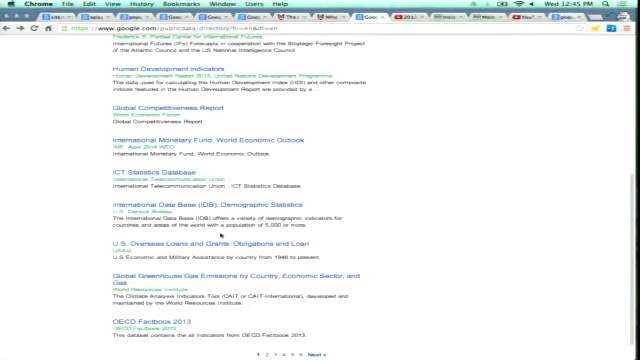 Chrome File Edit View History Bookmarks Window Users Help
Wed 12:45 PM
https://www.google.com/publicdata/directory?hl=en&dl=en
Frederick S. Pardee Center for International Futures
International Futures (IFs) Forecasts in cooperation with the Strategic Foresight Project
of the Atlantic Council and the US National Intelligence Council
Human Development Indicators
Human Development Report 2013, United Nations Development Programme
The data used for calculating the Human Development Index (HDI) and other composite
indices featured in the Human Development Report are provided by a ...
Global Competitiveness Report
World Economic Forum
Global Competitiveness Report
International Monetary Fund, World Economic Outlook
IMF, April 2014 WEO
International Monetary Fund, World Economic Outlook
ICT Statistics Database
International Telecommunication Union
International Telecommunication Union - ICT Statistics Database
International Data Base (IDB), Demographic Statistics
U.S. Census Bureau
The International Data Base (IDB) offers a variety of demographic indicators for
countries and areas of the world with a population of 5,000 or more. ...
U.S. Overseas Loans and Grants: Obligations and Loan
USAID
U.S. Economic and Military Assistance by country from 1946 to present
Global Greenhouse Gas Emissions by Country, Economic Sector, and
Gas
World Resources Institute
The Climate Analysis Indicators Tool (CAIT or CAIT-International), developed and
maintained by the World Resources Institute. ...
OECD Factbook 2013
OECD Factbook 2013
This dataset contains the all indicators from OECD Factbook 2013.
1 2 3 4 5 6 Next »